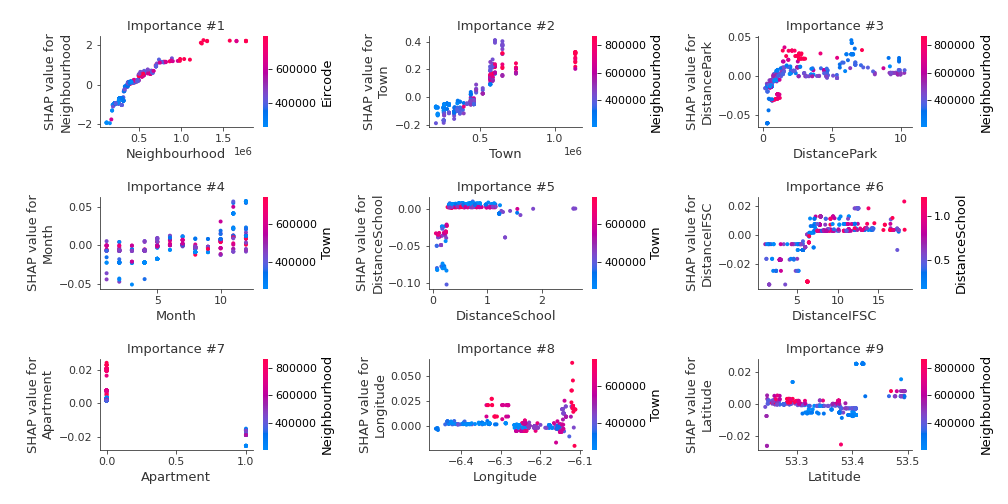 Importance #1
SHAP value for
Neighbourhood
2
0
−2
0.5
1.0
1.5
1e6
Neighbourhood
600000
400000
Eircode
Importance #2
SHAP value for
Town
0.4
0.2
0.0
−0.2
0.5
1.0
1e6
Town
800000
600000
400000
Neighbourhood
Importance #3
SHAP value for
DistancePark
0.05
0.00
−0.05
0
5
10
DistancePark
800000
600000
400000
Neighbourhood
Importance #4
SHAP value for
Month
0.05
0.00
−0.05
5
10
Month
600000
400000
Town
Importance #5
SHAP value for
DistanceSchool
0.00
−0.05
−0.10
0
1
2
DistanceSchool
600000
400000
Town
Importance #6
SHAP value for
DistanceIFSC
0.02
0.00
−0.02
5
10
15
DistanceIFSC
1.0
0.5
DistanceSchool
Importance #7
SHAP value for
Apartment
0.02
0.00
−0.02
0.0
0.5
1.0
Apartment
800000
600000
400000
Neighbourhood
Importance #8
SHAP value for
Longitude
0.050
0.025
0.000
−6.4
−6.3
−6.2
−6.1
Longitude
600000
400000
Town
Importance #9
SHAP value for
Latitude
0.02
0.00
−0.02
53.3
53.4
53.5
Latitude
800000
600000
400000
Neighbourhood